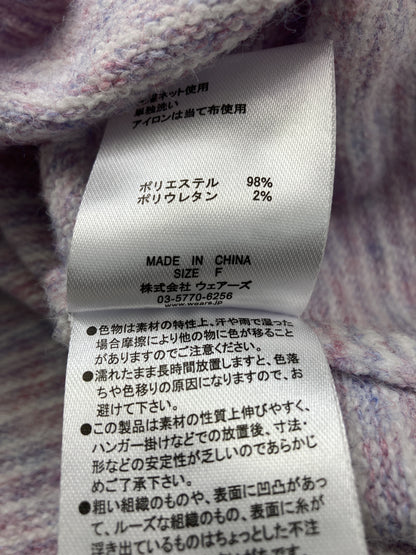 ネット使用
単独洗い
アイロンは当て布使用
ポリエステル 98%
ポリウレタン 2%
MADE IN CHINA
SIZE F
株式会社 ウェアーズ
03-5770-6256
www.wears.jp
●色物は素材の特性上、汗や雨で湿った
場合摩擦により他の物に色が移ること
がありますのでご注意ください。
●濡れたまま長時間放置しますと、色落
ちや色移りの原因になりますので、お
避けて下さい。
●この製品は素材の性質上伸びやすく、
ハンガー掛けなどでの放置後、寸法・
形などの安定性が乏しいのであらかじ
めご了承下さい。
●粗い組織のものや、表面に凹凸があっ
て、ルーズな組織のもの、表面に糸が
浮き出ているものはちょっとした不注